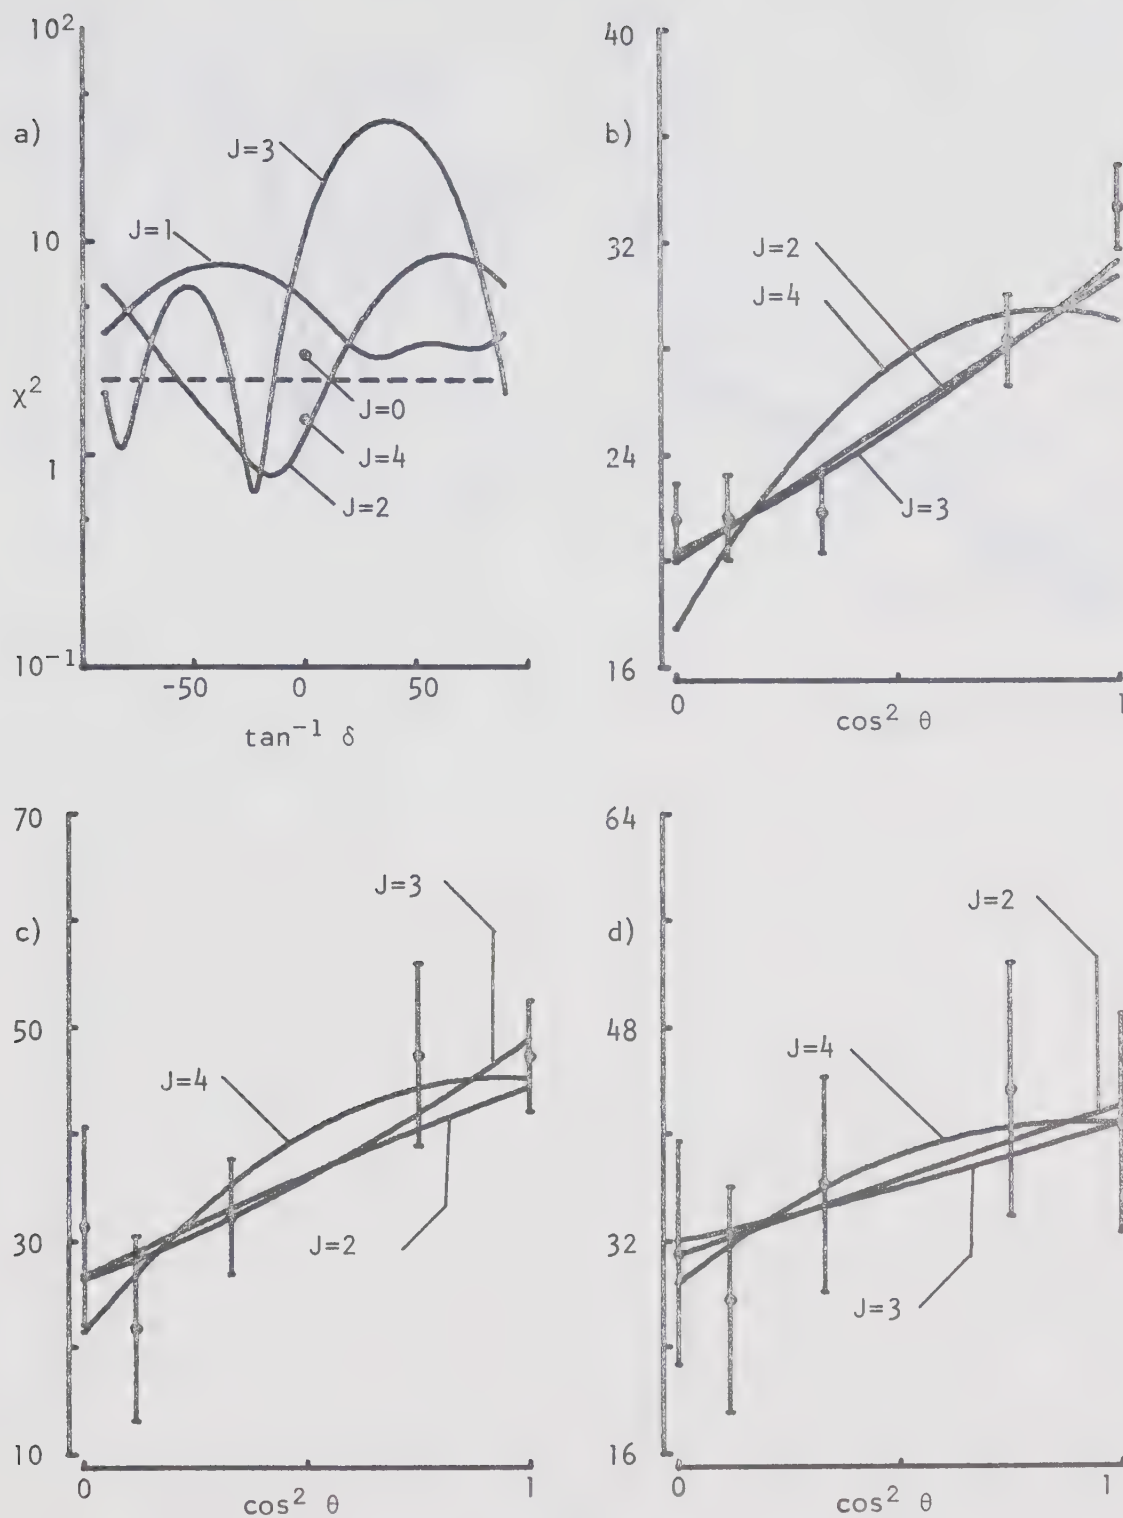 a)
10²
10
χ²
1
10⁻¹
J=3
J=1
J=0
J=4
J=2
-50 0 50
tan⁻¹ δ
b)
40
32
24
16
J=2
J=4
J=3
0 1
cos² θ
c)
70
50
30
10
J=3
J=4
J=2
0 1
cos² θ
d)
64
48
32
16
J=2
J=4
J=3
0 1
cos² θ